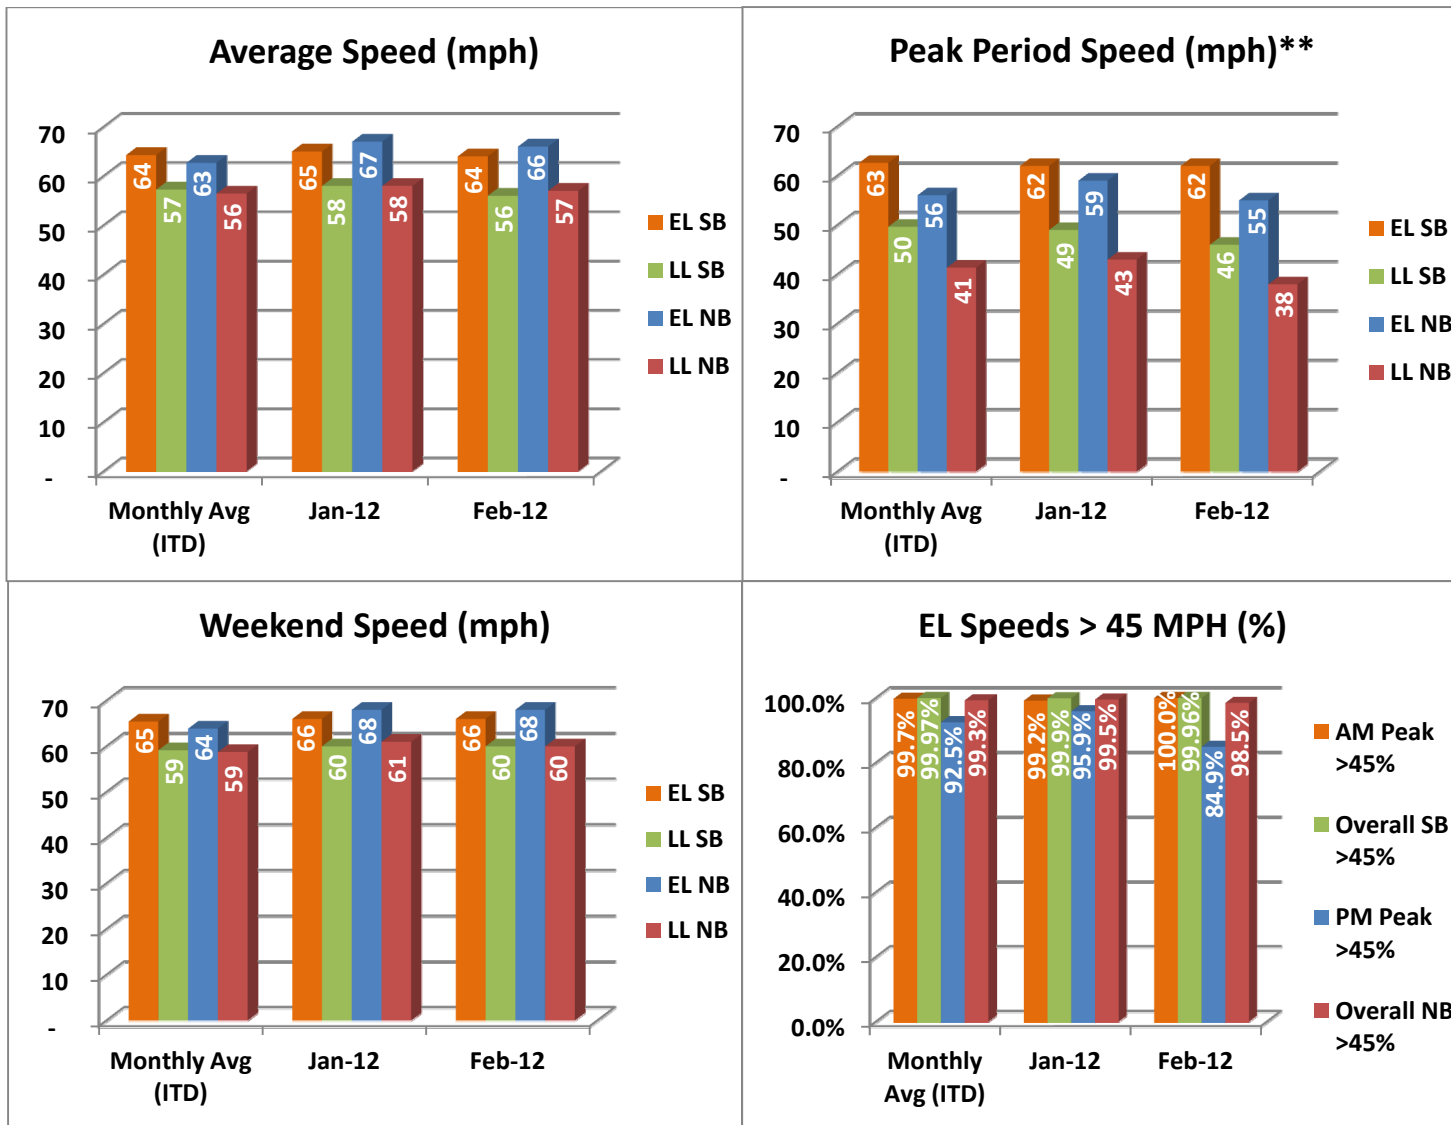 Average Speed (mph)
70
60
50
40
30
20
10
-
64
57
63
56
65
58
67
58
64
56
66
57
Monthly Avg
(ITD)
Jan-12
Feb-12
EL SB
LL SB
EL NB
LL NB
Peak Period Speed (mph)**
70
60
50
40
30
20
10
-
63
50
56
41
62
49
59
43
62
46
55
38
Monthly Avg
(ITD)
Jan-12
Feb-12
EL SB
LL SB
EL NB
LL NB
Weekend Speed (mph)
70
60
50
40
30
20
10
-
65
59
64
59
66
60
68
61
66
60
68
60
Monthly Avg
(ITD)
Jan-12
Feb-12
EL SB
LL SB
EL NB
LL NB
EL Speeds > 45 MPH (%)
100.0%
80.0%
60.0%
40.0%
20.0%
0.0%
99.7%
99.97%
92.5%
99.3%
99.2%
99.9%
95.9%
99.5%
100.0%
99.96%
84.9%
98.5%
Monthly
Avg (ITD)
Jan-12
Feb-12
AM Peak
>45%
Overall SB
>45%
PM Peak
>45%
Overall NB
>45%